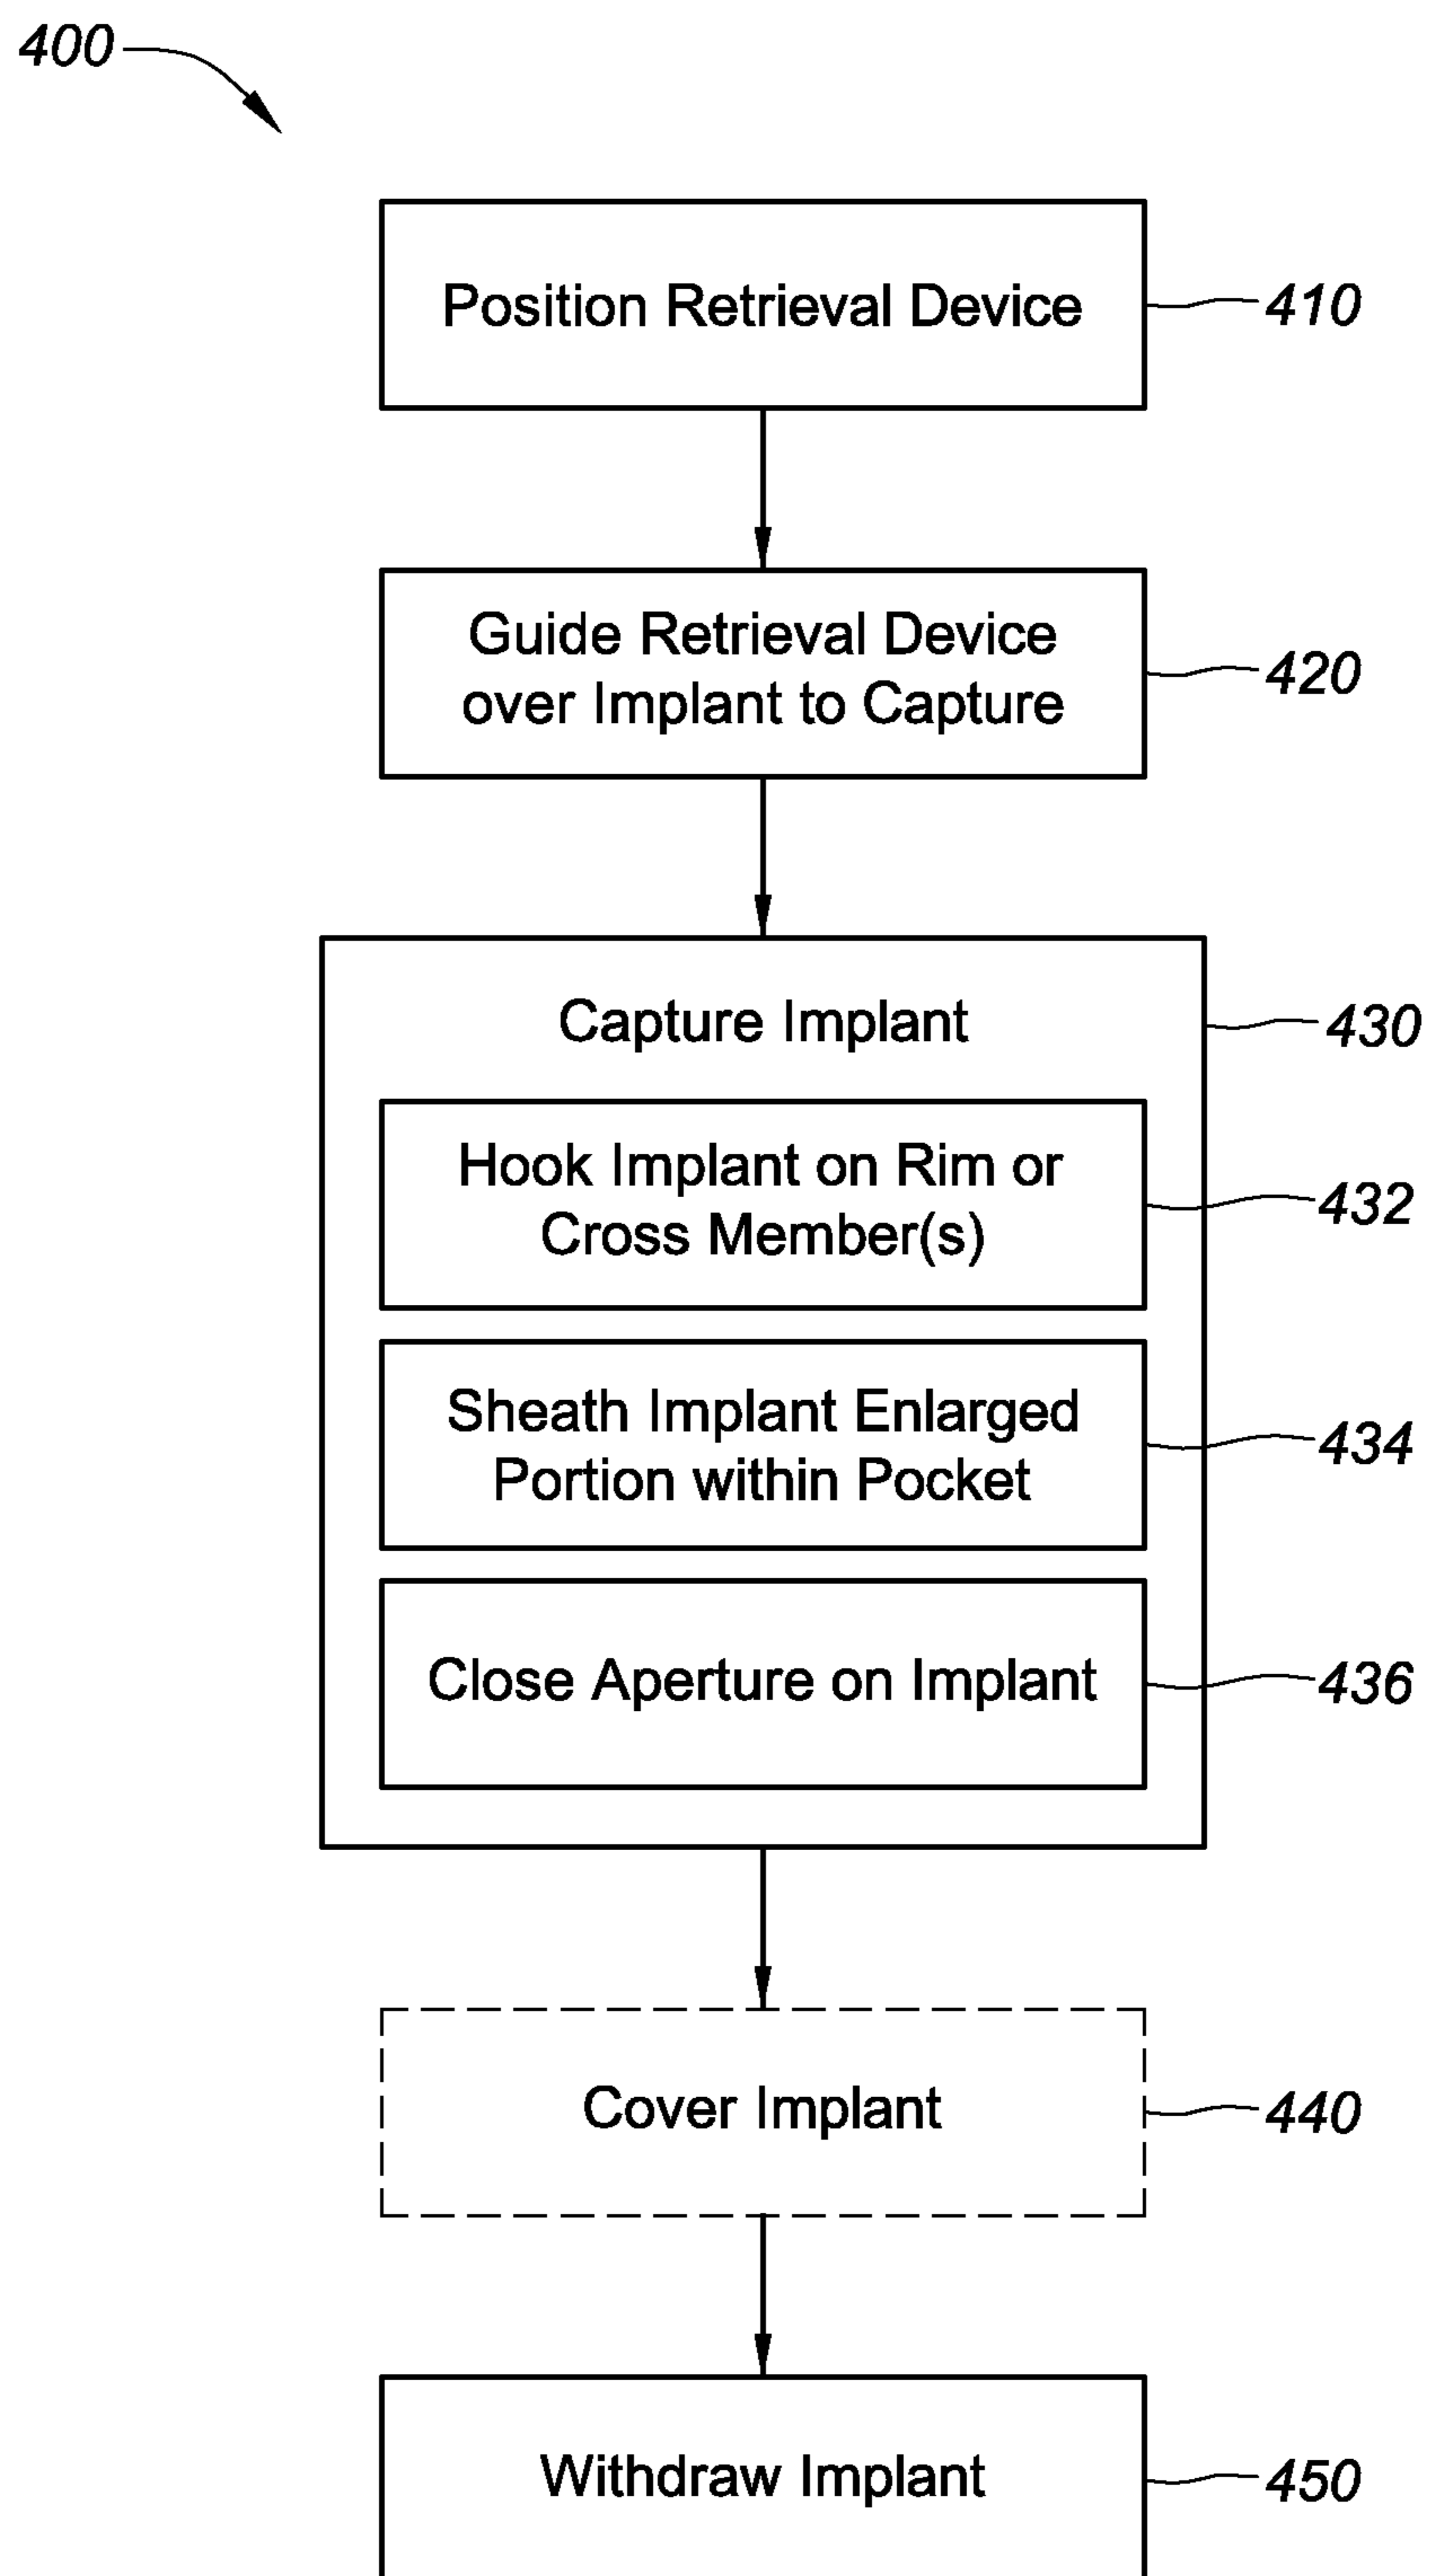 400
Position Retrieval Device
410
Guide Retrieval Device
over Implant to Capture
420
Capture Implant
430
Hook Implant on Rim or
Cross Member(s)
432
Sheath Implant Enlarged
Portion within Pocket
434
Close Aperture on Implant
436
Cover Implant
440
Withdraw Implant
450